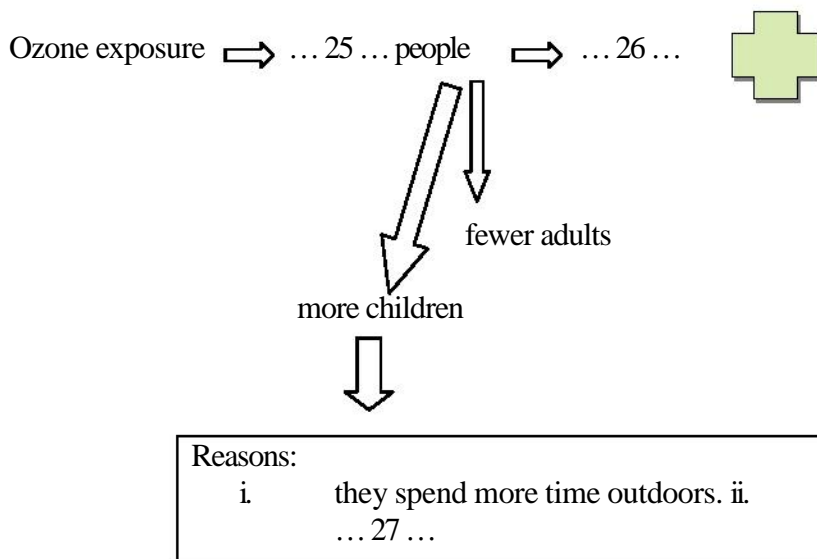 Ozone exposure … 25 … people … 26 …
fewer adults
more children
Reasons:
i. they spend more time outdoors. ii.
… 27 …